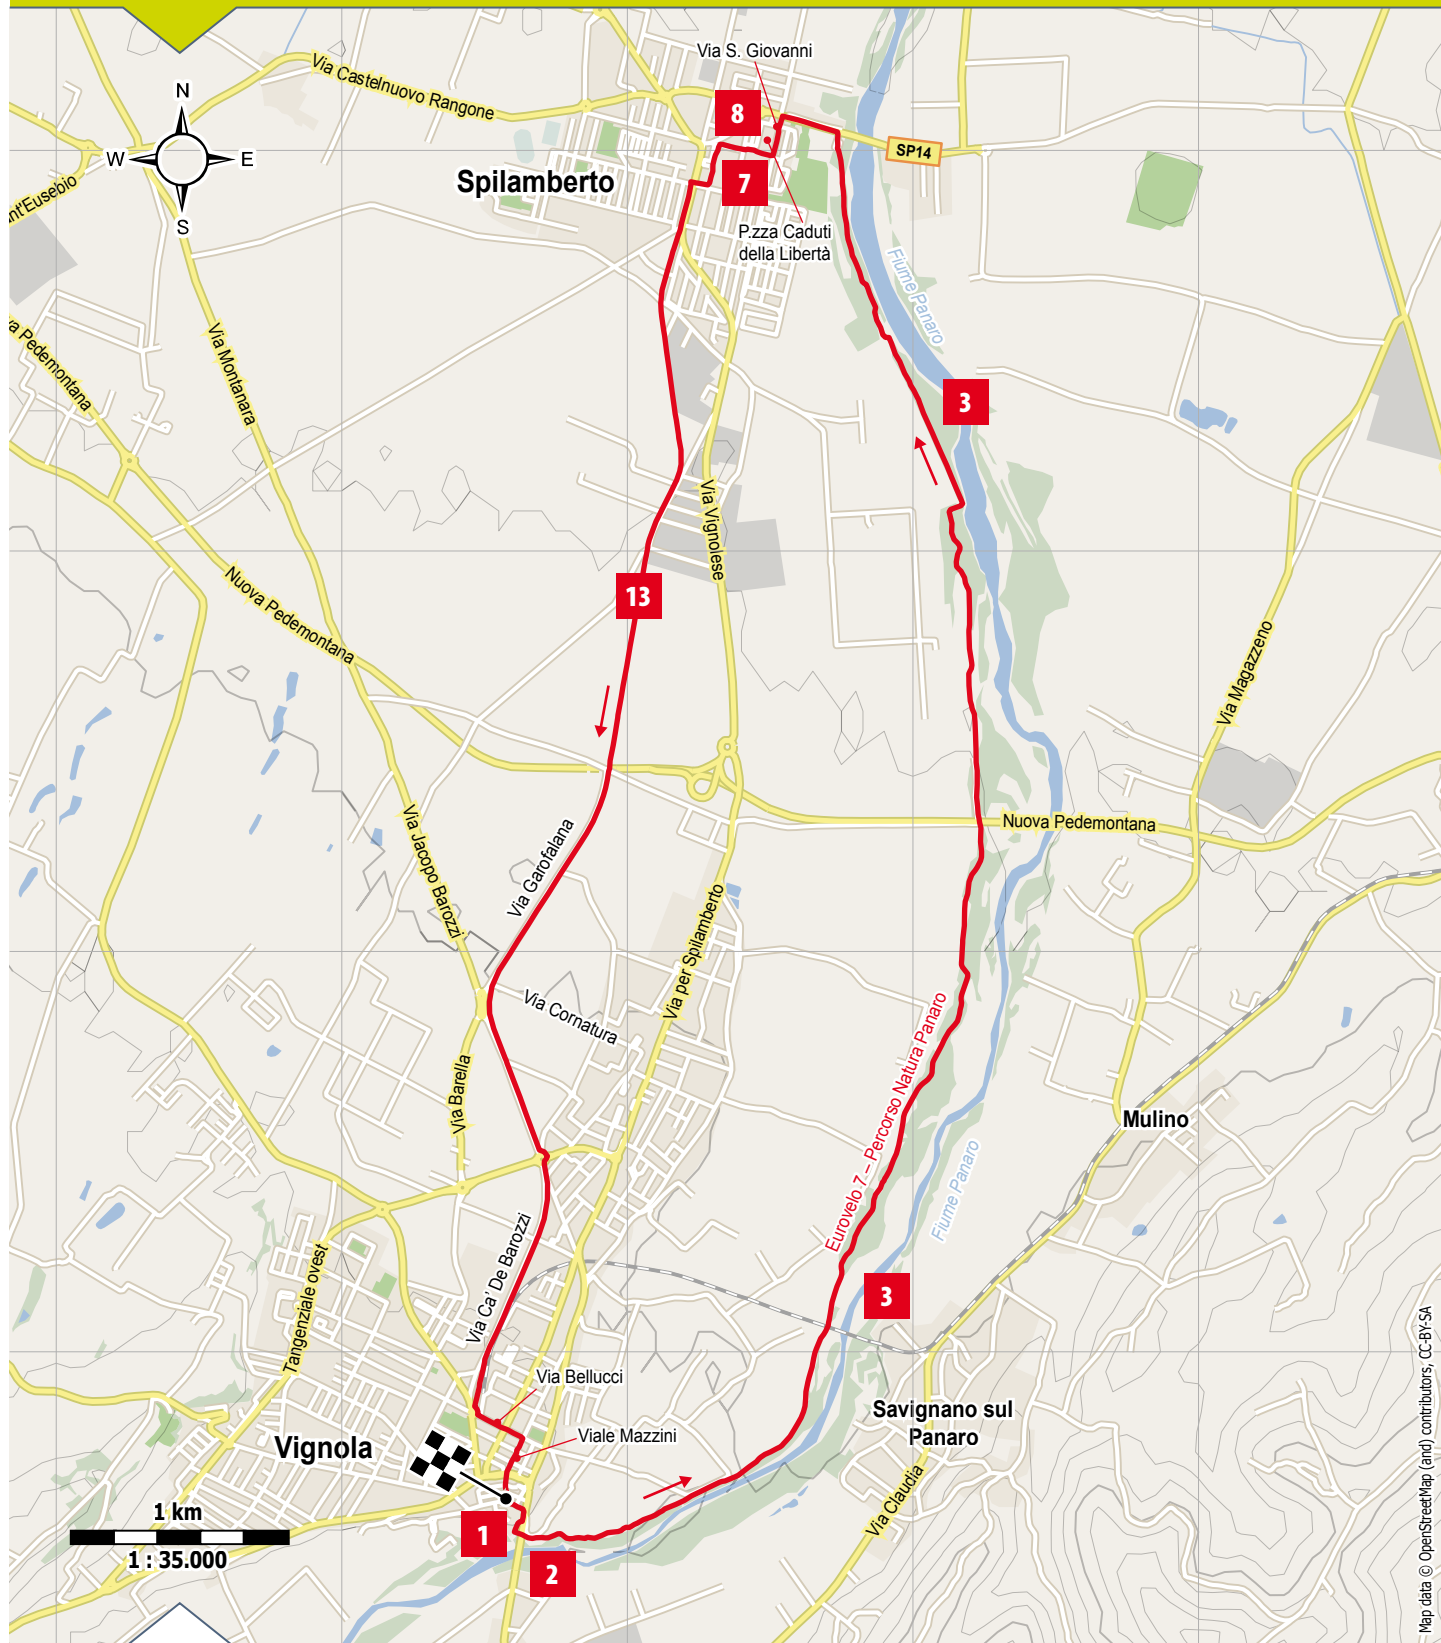 Via S. Giovanni
Via Castelnuovo Rangone
N
W
E
S
8
SP14
Spilamberto
7
nt'Eusebio
P.zza Caduti
della Libertà
Fiume Panaro
va Pedemontana
Via Montanara
3
Via Vignolese
Nuova Pedemontana
13
Via Magazzeno
Nuova Pedemontana
Via Jacopo Barozzi
Via Garofalana
Via per Spilamberto
Via Cornatura
Eurovelo 7 – Percorso Natura Panaro
Via Barella
Mulino
Fiume Panaro
Via Ca' De Barozzi
Tangenziale ovest
3
Via Bellucci
Savignano sul
Panaro
Viale Mazzini
Vignola
Via Claudia
1 km
1 : 35.000
1
2
Map data © OpenStreetMap (and) contributors, CC-BY-SA